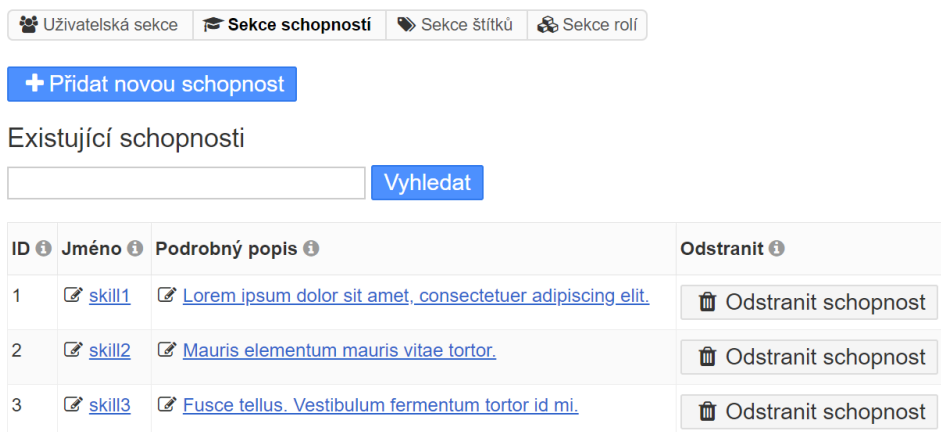 Uživatelská sekce Sekce schopností Sekce štítků Sekce rolí
Přidat novou schopnost
Existující schopnosti
Vyhledat
ID Jméno Podrobný popis Odstranit
1 skill1 Lorem ipsum dolor sit amet, consectetuer adipiscing elit. Odstranit schopnost
2 skill2 Mauris elementum mauris vitae tortor. Odstranit schopnost
3 skill3 Fusce tellus. Vestibulum fermentum tortor id mi. Odstranit schopnost